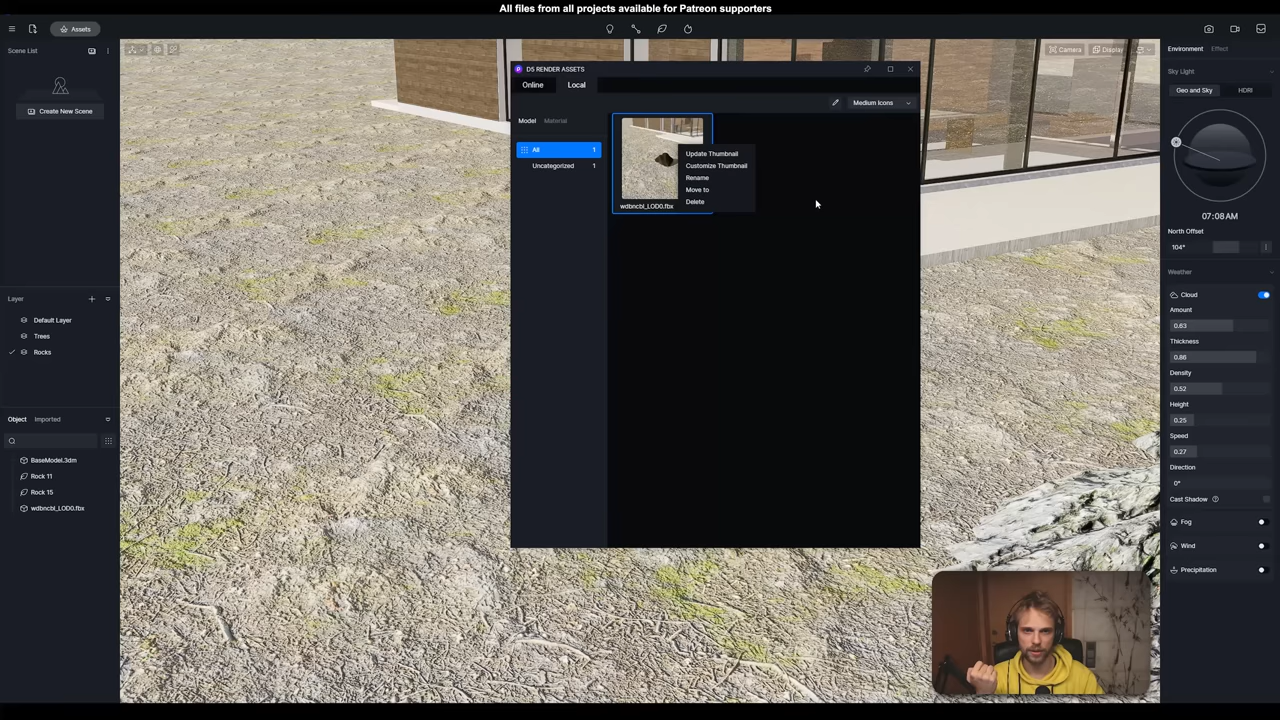 All files from all projects available for Patreon supporters
Assets
Scene List
Create New Scene
Layer
Default Layer
Trees
Rocks
Object
Imported
BaseModel.3dm
Rock 11
Rock 15
wdbncbl_LOD0.fbx
Camera
Display
D5 RENDER ASSETS
Online
Local
Medium Icons
Model
Material
All
1
Uncategorized
1
wdbncbl_LOD0.fbx
Update Thumbnail
Customize Thumbnail
Rename
Move to
Delete
Environment
Effect
Sky Light
Geo and Sky
HDRI
07:08 AM
North Offset
104°
Weather
Cloud
Amount
0.63
Thickness
0.86
Density
0.52
Height
0.25
Speed
0.27
Direction
0°
Cast Shadow
Fog
Wind
Precipitation